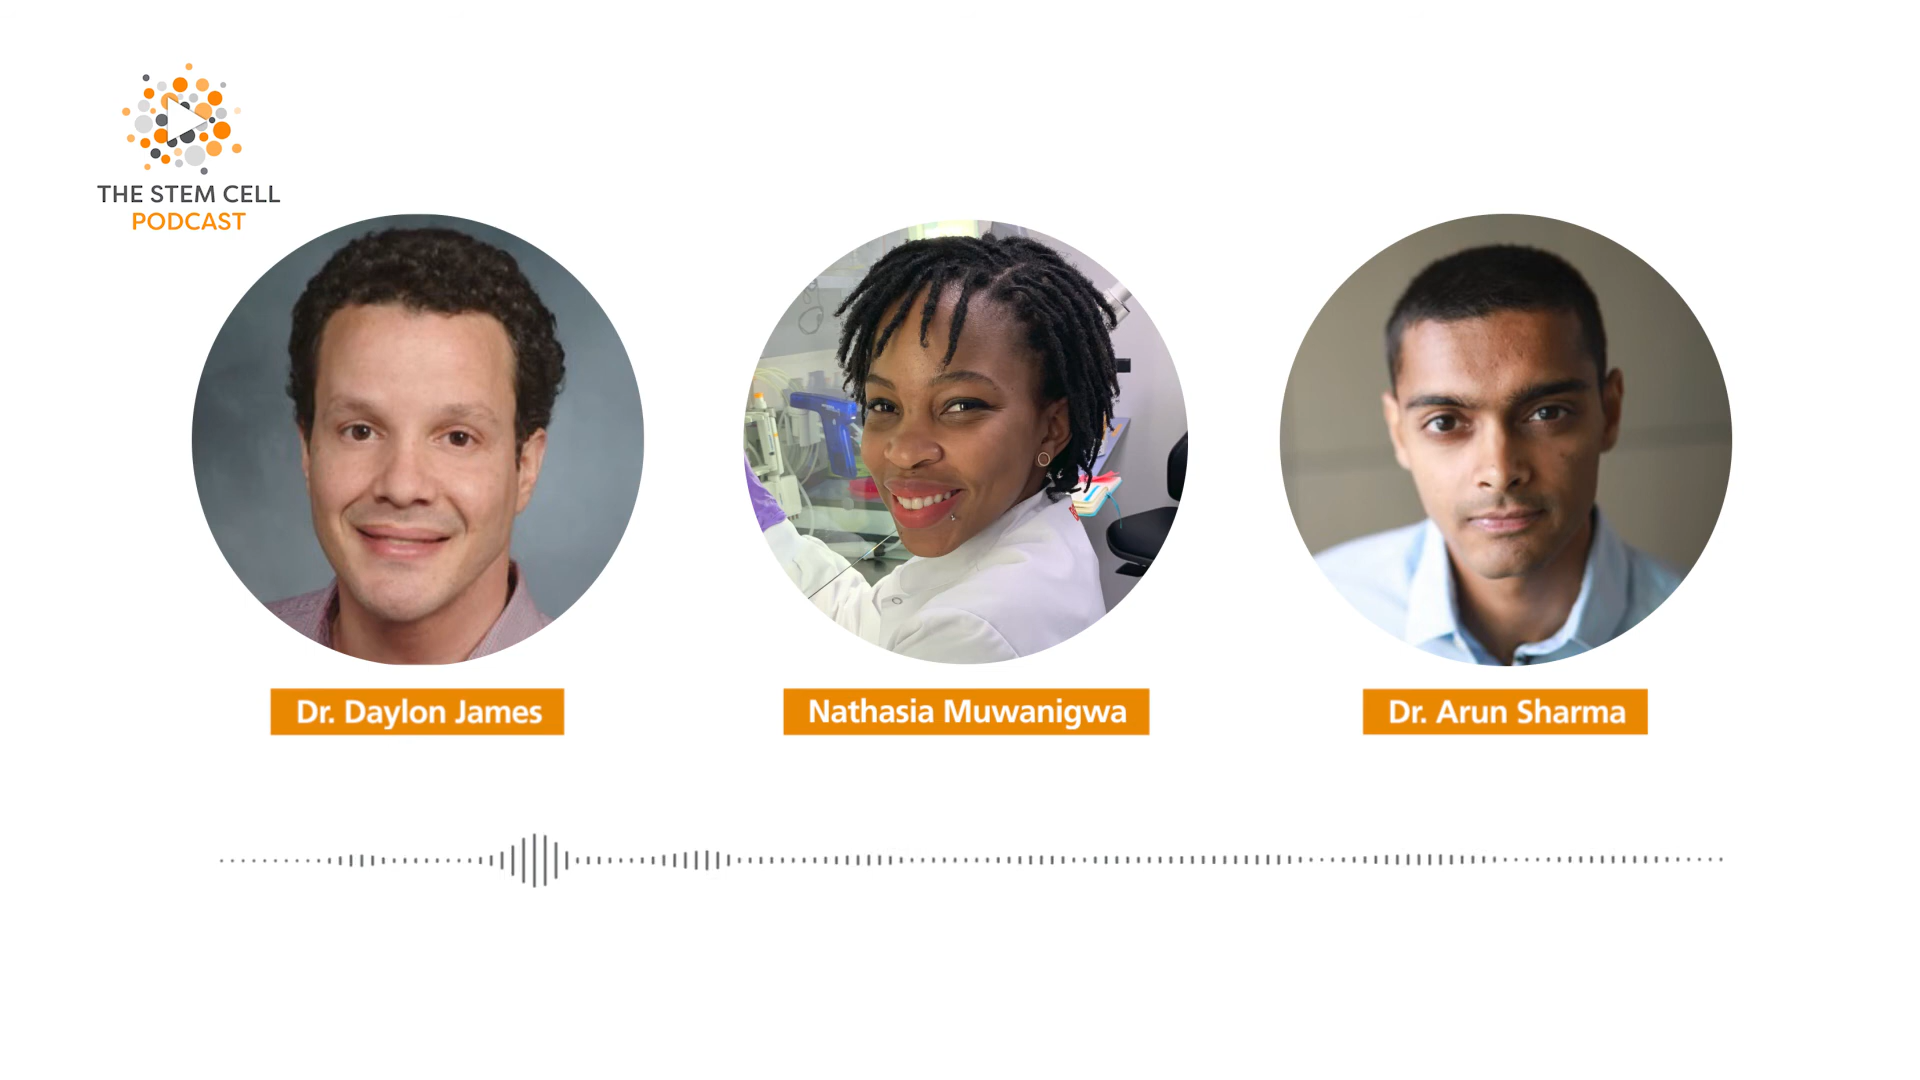 THE STEM CELL
PODCAST
Dr. Daylon James
Nathasia Muwanigwa
Dr. Arun Sharma